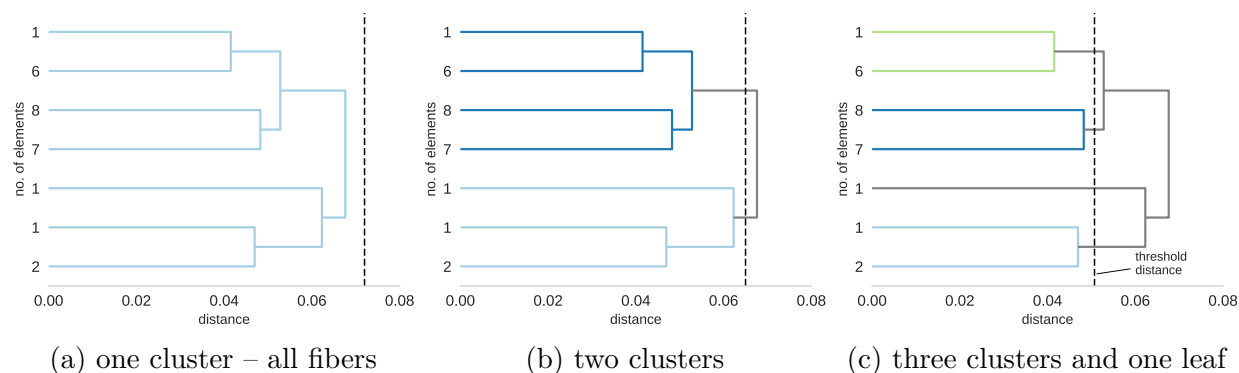 no. of elements
1
6
8
7
1
1
2
0.00 0.02 0.04 0.06 0.08
distance
(a) one cluster – all fibers
no. of elements
1
6
8
7
1
1
2
0.00 0.02 0.04 0.06 0.08
distance
(b) two clusters
no. of elements
1
6
8
7
1
1
2
threshold
distance
0.00 0.02 0.04 0.06 0.08
distance
(c) three clusters and one leaf